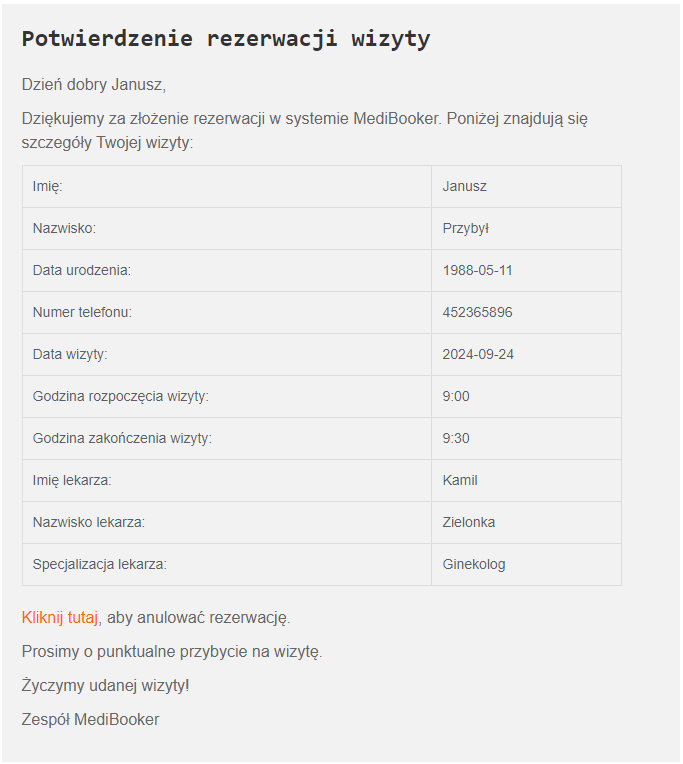 Potwierdzenie rezerwacji wizyty
Dzień dobry Janusz,
Dziękujemy za złożenie rezerwacji w systemie MediBooker. Poniżej znajdują się
szczegóły Twojej wizyty:
Imię: Janusz
Nazwisko: Przybył
Data urodzenia: 1988-05-11
Numer telefonu: 452365896
Data wizyty: 2024-09-24
Godzina rozpoczęcia wizyty: 9:00
Godzina zakończenia wizyty: 9:30
Imię lekarza: Kamil
Nazwisko lekarza: Zielonka
Specjalizacja lekarza: Ginekolog
Kliknij tutaj, aby anulować rezerwację.
Prosimy o punktualne przybycie na wizytę.
Życzymy udanej wizyty!
Zespół MediBooker